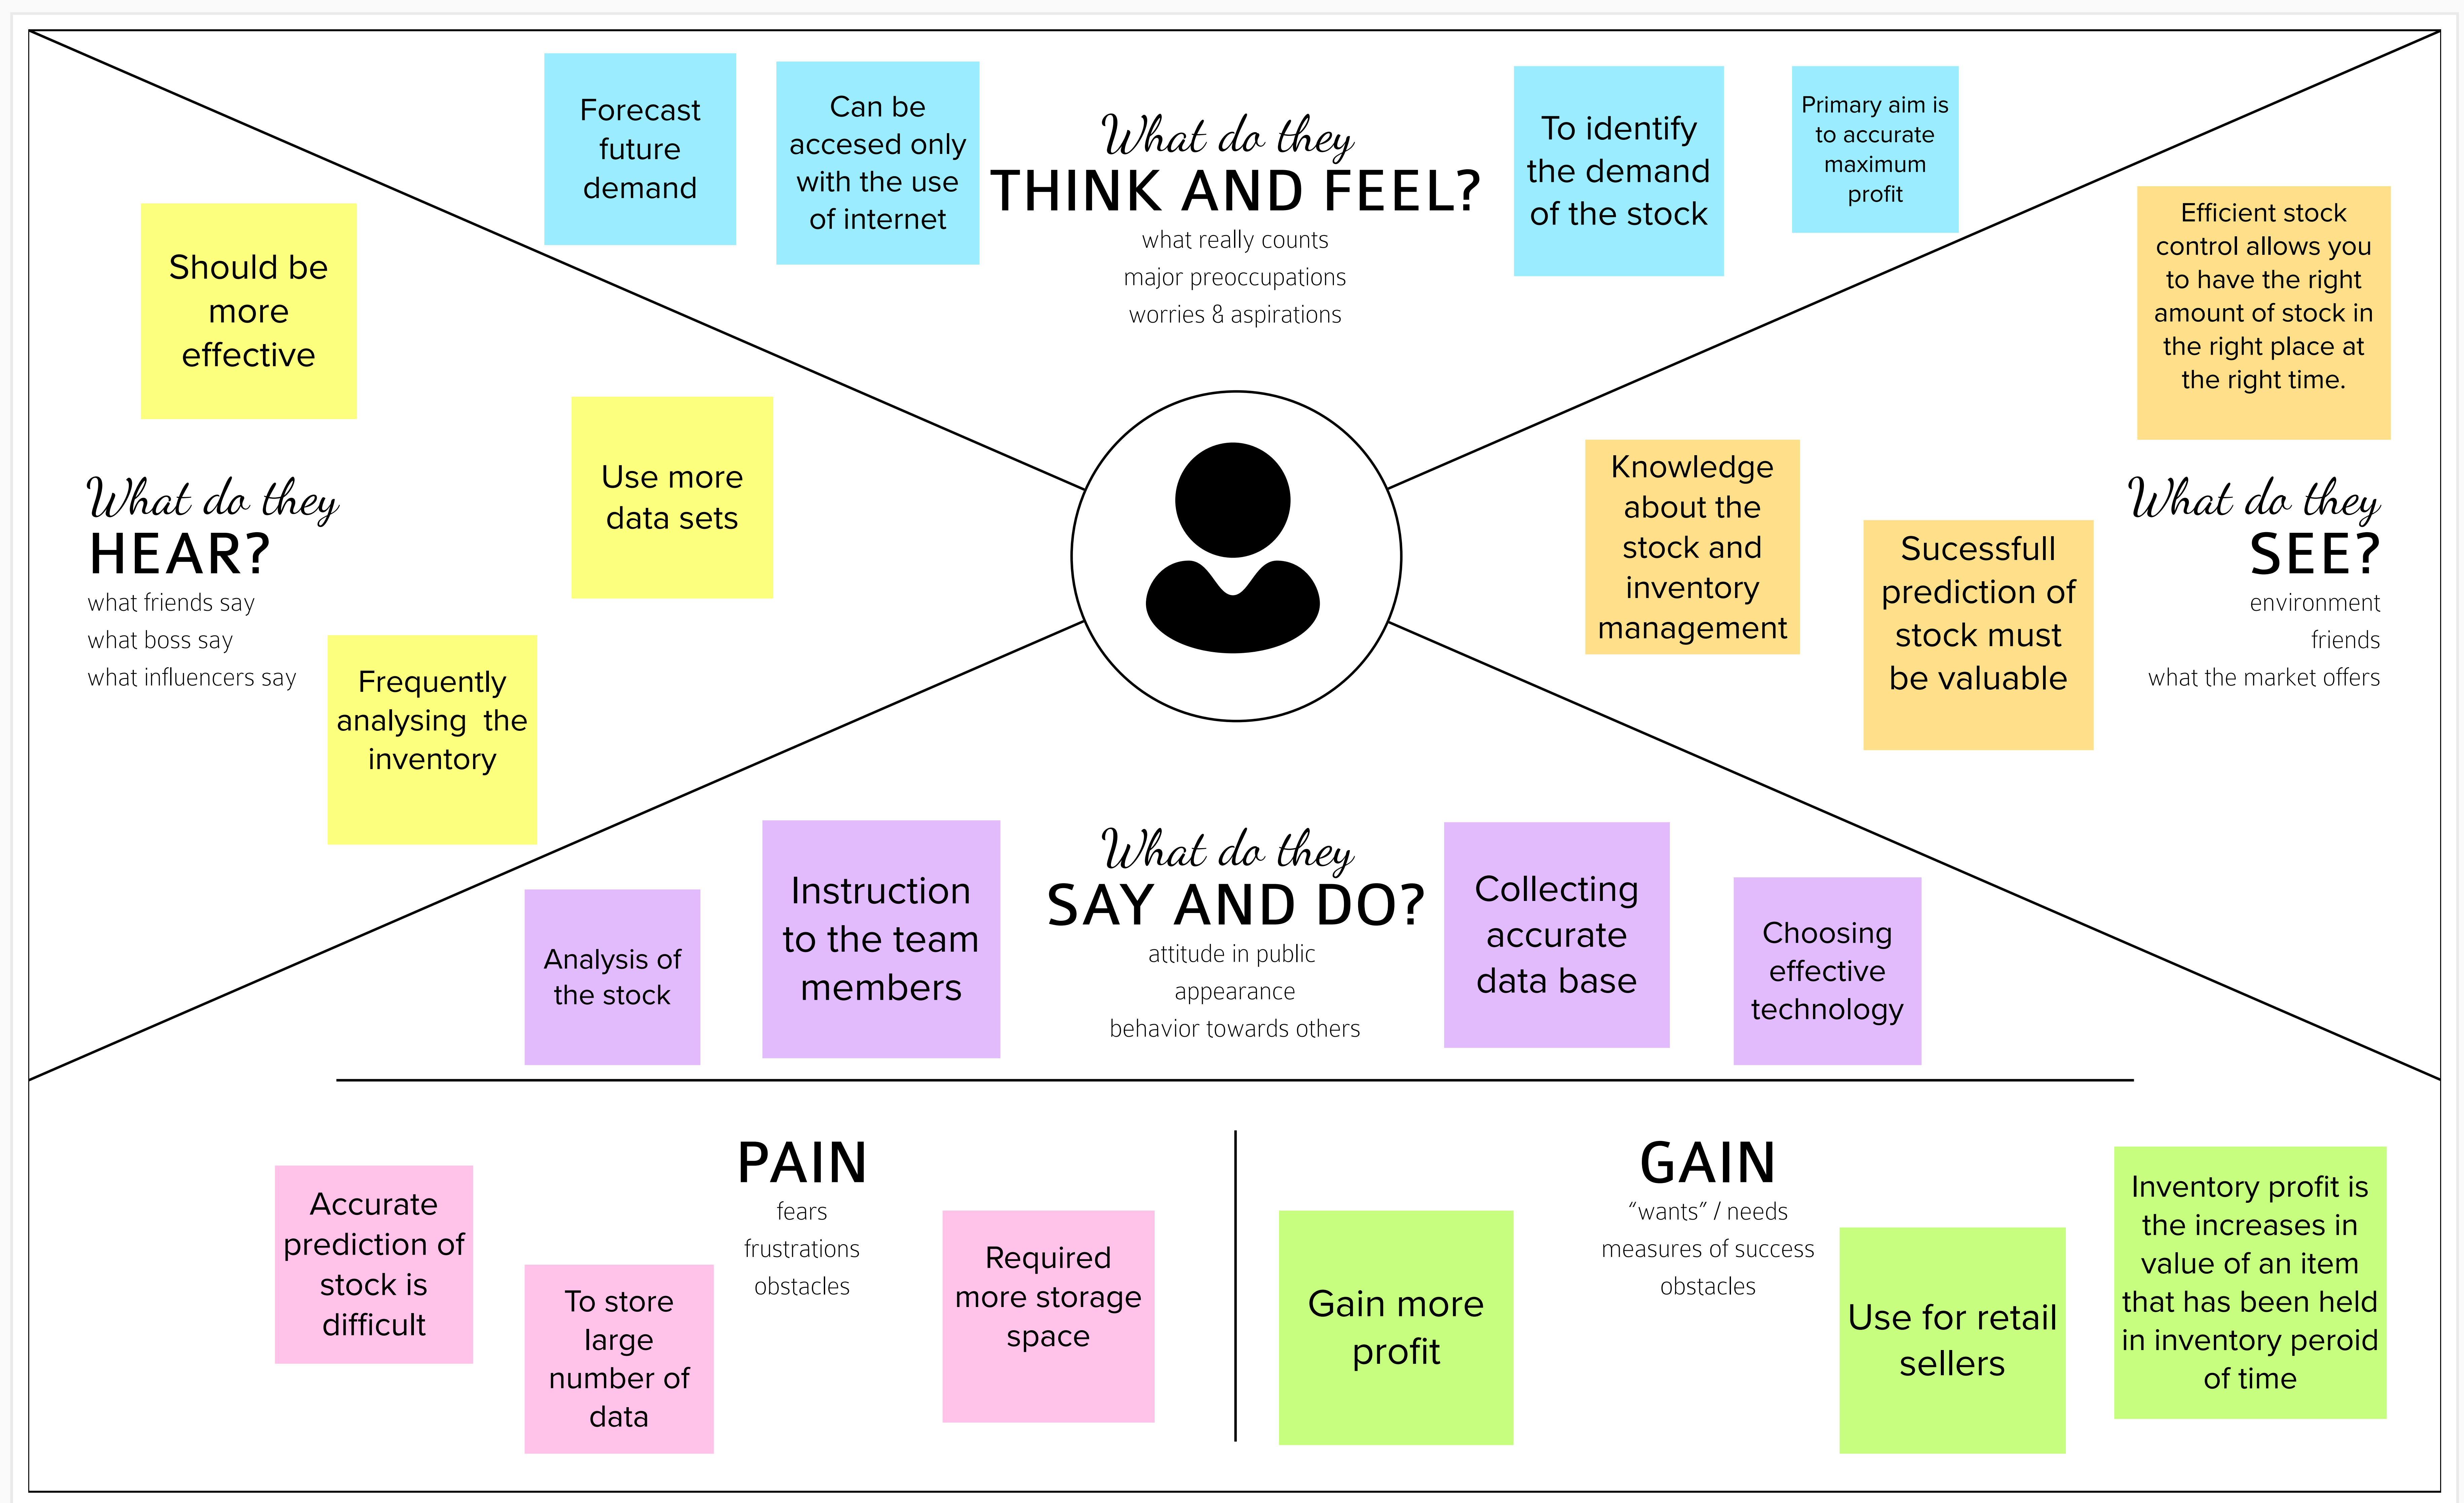 Forecast
future
demand
Can be
accesed only
with the use
of internet
What do they
THINK AND FEEL?
what really counts
major preoccupations
worries & aspirations
To identify
the demand
of the stock
Primary aim is
to accurate
maximum
profit
Should be
more
effective
Use more
data sets
What do they
HEAR?
what friends say
what boss say
what influencers say
Frequently
analysing  the
inventory
Efficient stock
control allows you
to have the right
amount of stock in
the right place at
the right time.
Knowledge
about the
stock and
inventory
management
Sucessfull
prediction of
stock must
be valuable
What do they
SEE?
environment
friends
what the market offers
Analysis of
the stock
Instruction
to the team
members
What do they
SAY AND DO?
attitude in public
appearance
behavior towards others
Collecting
accurate
data base
Choosing
effective
technology
PAIN
fears
frustrations
obstacles
Accurate
prediction of
stock is
difficult
To store
large
number of
data
Required
more storage
space
GAIN
“wants” / needs
measures of success
obstacles
Gain more
profit
Use for retail
sellers
Inventory profit is
the increases in
value of an item
that has been held
in inventory peroid
of time